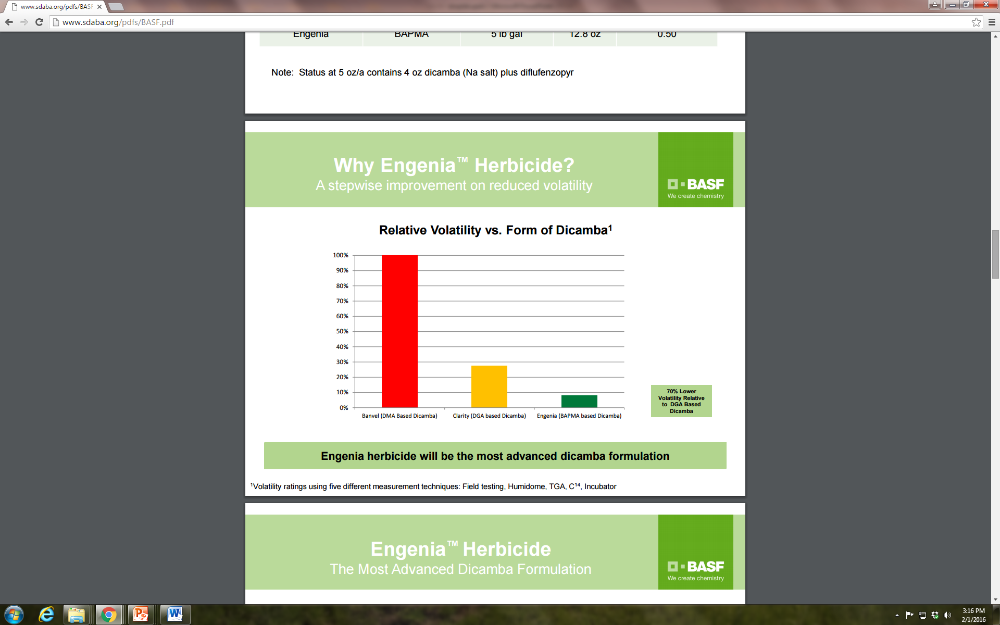 www.sdaba.org/pdfs/BASF
www.sdaba.org/pdfs/BASF.pdf
Engenia BAPMA 5 lb gal 12.8 oz 0.50
Note: Status at 5 oz/a contains 4 oz dicamba (Na salt) plus diflufenzopyr
Why Engenia™ Herbicide?
A stepwise improvement on reduced volatility
BASF
We create chemistry
Relative Volatility vs. Form of Dicamba¹
100%
90%
80%
70%
60%
50%
40%
30%
20%
10%
0%
Banvel (DMA Based Dicamba) Clarity (DGA based Dicamba) Engenia (BAPMA based Dicamba)
70% Lower
Volatility Relative
to DGA Based
Dicamba
Engenia herbicide will be the most advanced dicamba formulation
¹Volatility ratings using five different measurement techniques: Field testing, Humidome, TGA, C¹⁴, Incubator
Engenia™ Herbicide
The Most Advanced Dicamba Formulation
BASF
We create chemistry
3:16 PM
2/1/2016